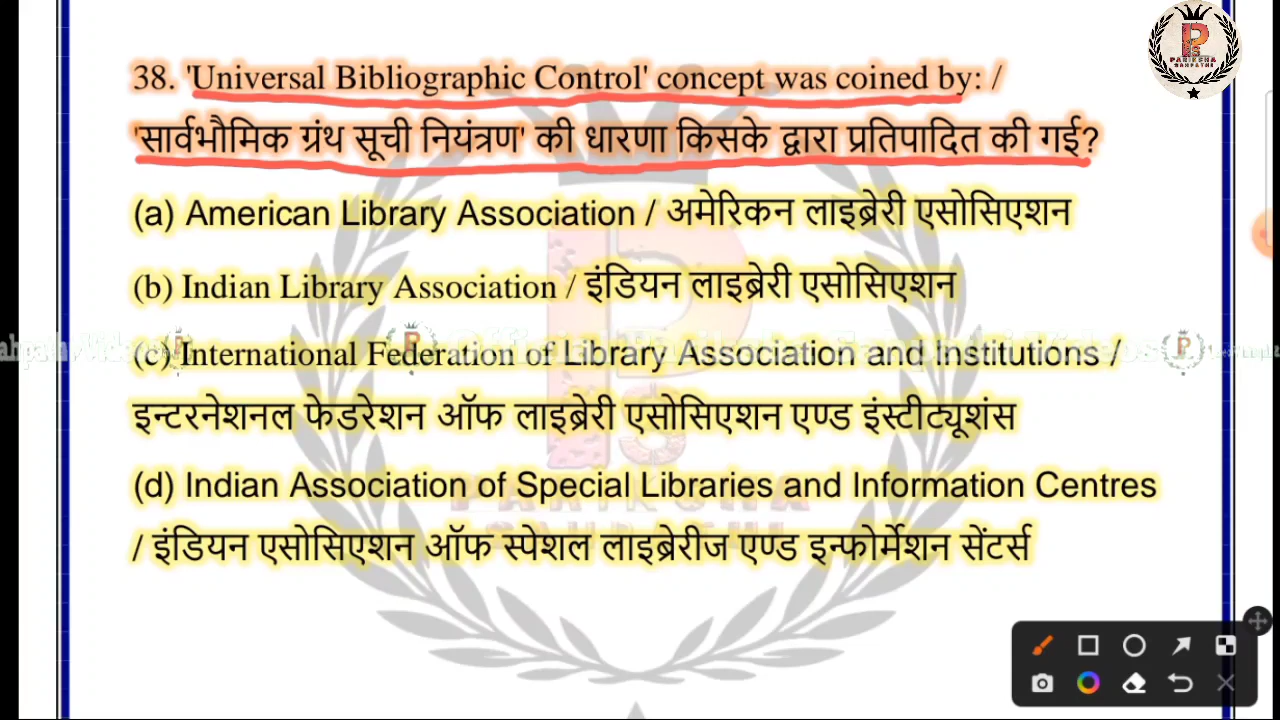 38. 'Universal Bibliographic Control' concept was coined by: /
'सार्वभौमिक ग्रंथ सूची नियंत्रण' की धारणा किसके द्वारा प्रतिपादित की गई?
(a) American Library Association / अमेरिकन लाइब्रेरी एसोसिएशन
(b) Indian Library Association / इंडियन लाइब्रेरी एसोसिएशन
(c) International Federation of Library Association and Institutions /
इन्टरनेशनल फेडरेशन ऑफ लाइब्रेरी एसोसिएशन एण्ड इंस्टीट्यूशंस
(d) Indian Association of Special Libraries and Information Centres
/ इंडियन एसोसिएशन ऑफ स्पेशल लाइब्रेरीज एण्ड इन्फोर्मेशन सेंटर्स
PARIKSHA